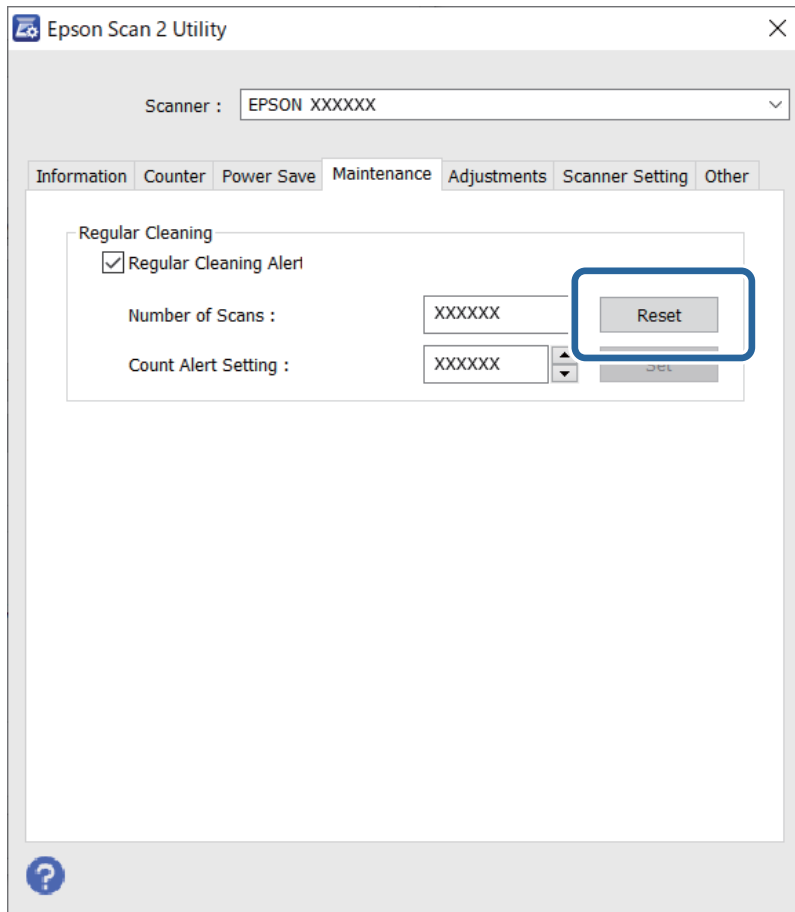 Epson Scan 2 Utility
Scanner : EPSON XXXXXX
Information Counter Power Save Maintenance Adjustments Scanner Setting Other
Regular Cleaning
Regular Cleaning Alert
Number of Scans : XXXXXX Reset
Count Alert Setting : XXXXXX Set
?